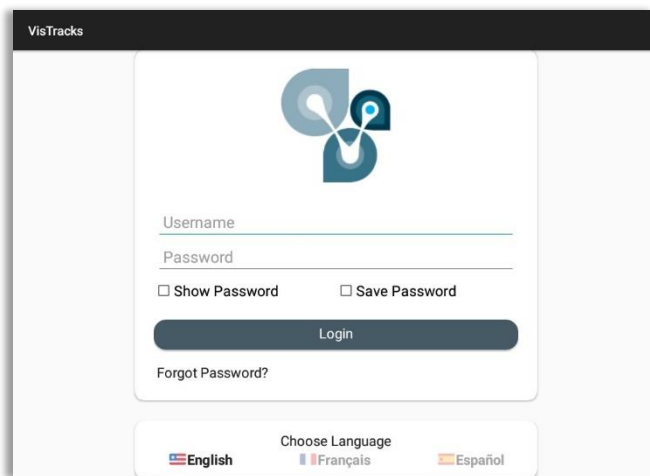 VisTracks
Username
Password
Show Password Save Password
Login
Forgot Password?
Choose Language
English Français Español